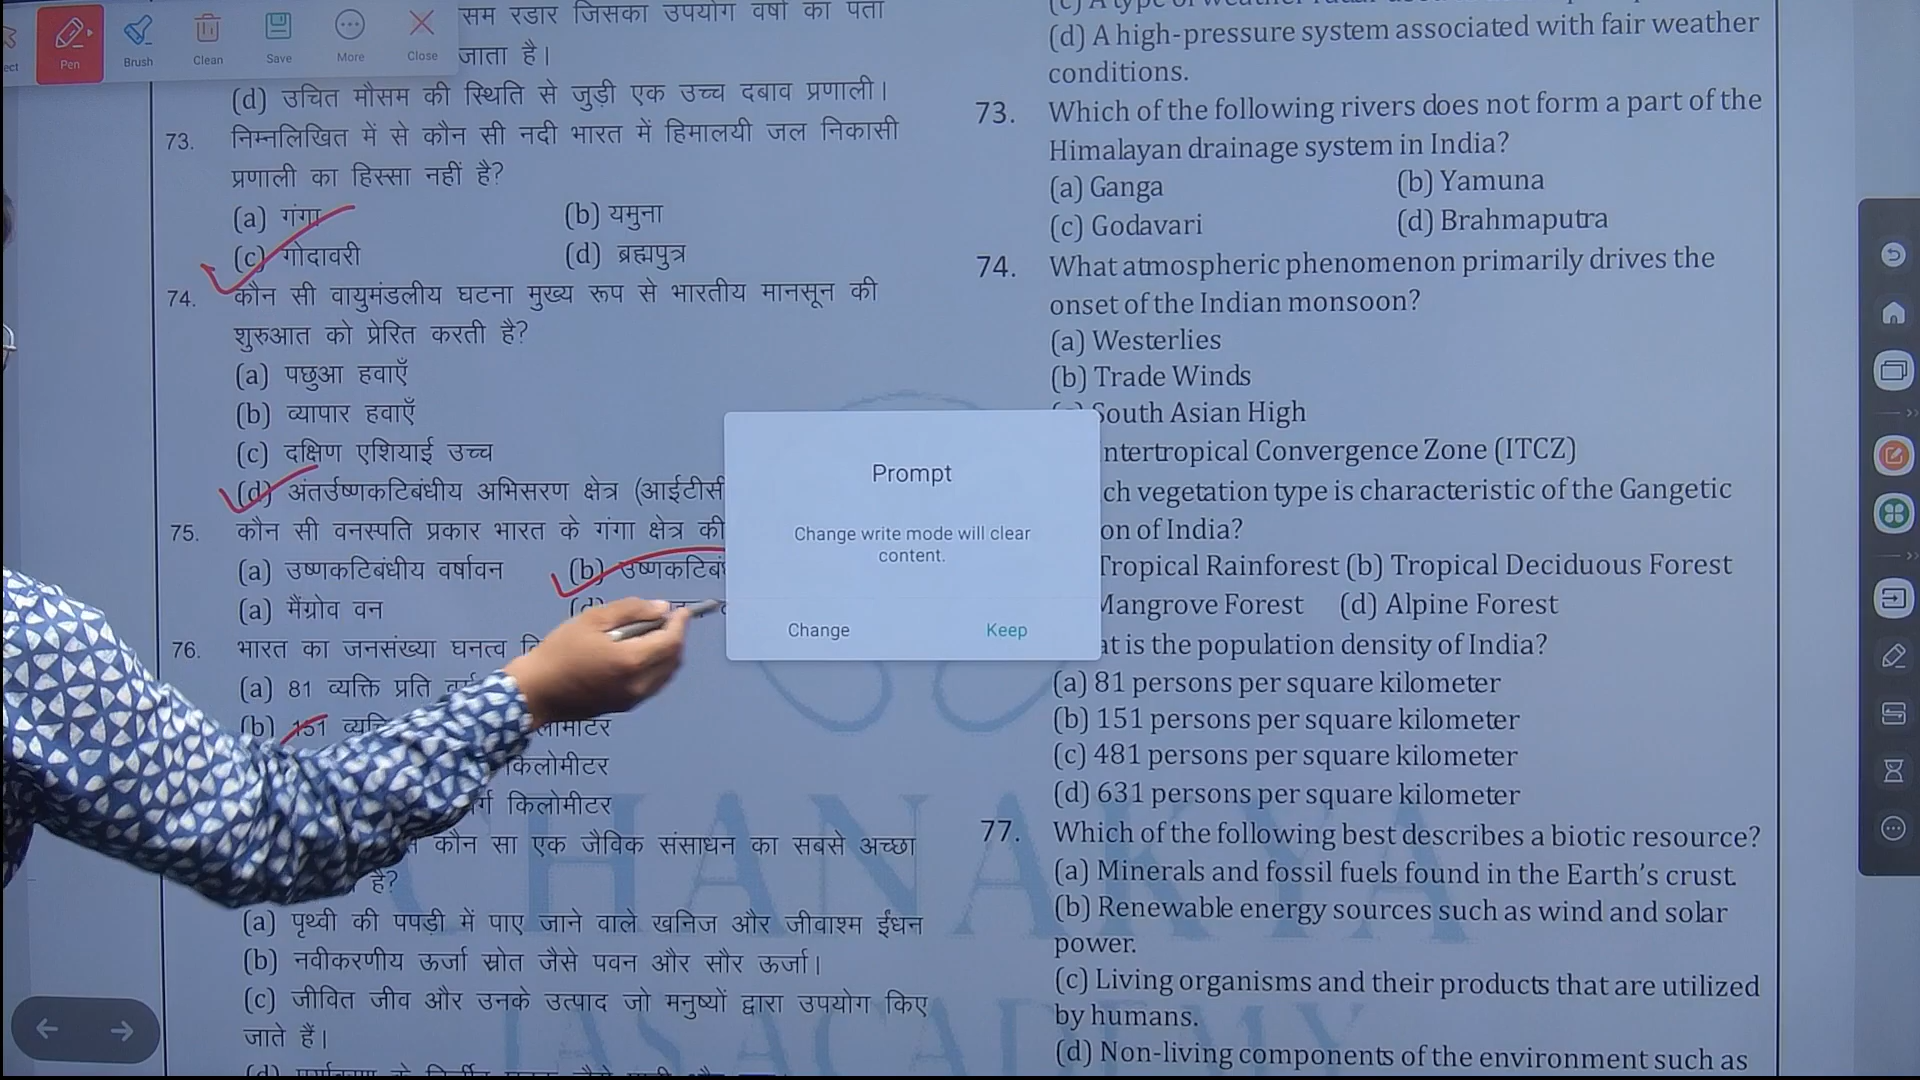 Pen
Brush
Clean
Save
More
Close
सम रडार जिसका उपयोग वर्षा का पता
जाता है।
(d) उचित मौसम की स्थिति से जुड़ी एक उच्च दबाव प्रणाली।
73. निम्नलिखित में से कौन सी नदी भारत में हिमालयी जल निकासी
प्रणाली का हिस्सा नहीं है?
(a) गंगा (b) यमुना
(c) गोदावरी (d) ब्रह्मपुत्र
74. कौन सी वायुमंडलीय घटना मुख्य रूप से भारतीय मानसून की
शुरुआत को प्रेरित करती है?
(a) पछुआ हवाएँ
(b) व्यापार हवाएँ
(c) दक्षिण एशियाई उच्च
(d) अंतर्उष्णकटिबंधीय अभिसरण क्षेत्र (आईटीसी
75. कौन सी वनस्पति प्रकार भारत के गंगा क्षेत्र की
(a) उष्णकटिबंधीय वर्षावन (b) उष्णकटिबं
(a) मैंग्रोव वन (d)
76. भारत का जनसंख्या घनत्व
(a) 81 व्यक्ति प्रति
(b) 151
किलोमीटर
किलोमीटर
कौन सा एक जैविक संसाधन का सबसे अच्छा
है?
(a) पृथ्वी की पपड़ी में पाए जाने वाले खनिज और जीवाश्म ईंधन
(b) नवीकरणीय ऊर्जा स्रोत जैसे पवन और सौर ऊर्जा।
(c) जीवित जीव और उनके उत्पाद जो मनुष्यों द्वारा उपयोग किए
जाते हैं।
(d) A high-pressure system associated with fair weather
conditions.
73. Which of the following rivers does not form a part of the
Himalayan drainage system in India?
(a) Ganga (b) Yamuna
(c) Godavari (d) Brahmaputra
74. What atmospheric phenomenon primarily drives the
onset of the Indian monsoon?
(a) Westerlies
(b) Trade Winds
South Asian High
ntertropical Convergence Zone (ITCZ)
ch vegetation type is characteristic of the Gangetic
on of India?
Tropical Rainforest (b) Tropical Deciduous Forest
Mangrove Forest (d) Alpine Forest
at is the population density of India?
(a) 81 persons per square kilometer
(b) 151 persons per square kilometer
(c) 481 persons per square kilometer
(d) 631 persons per square kilometer
77. Which of the following best describes a biotic resource?
(a) Minerals and fossil fuels found in the Earth's crust.
(b) Renewable energy sources such as wind and solar
power.
(c) Living organisms and their products that are utilized
by humans.
(d) Non-living components of the environment such as
Prompt
Change write mode will clear
content.
Change Keep
CHANAKYA
IAS ACADEMY